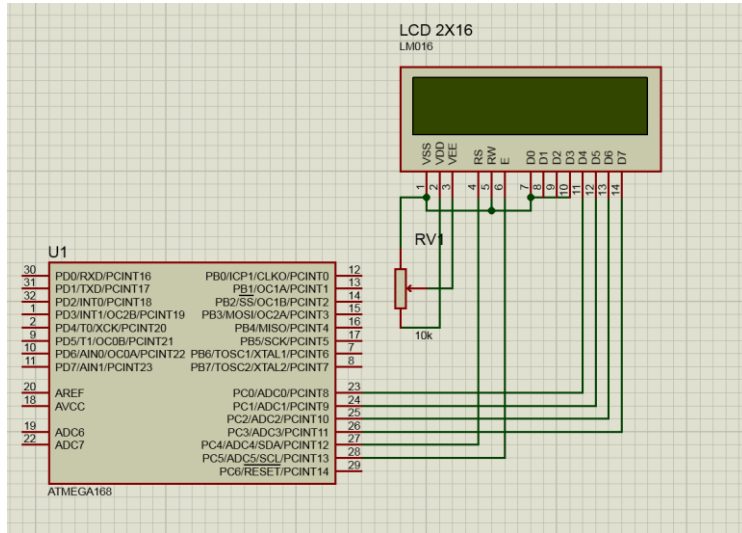 LCD 2X16
LM016
VSS
VDD
VEE
RS
RW
E
D0
D1
D2
D3
D4
D5
D6
D7
1
2
3
4
5
6
7
8
9
10
11
12
13
14
RV1
10k
U1
30 PD0/RXD/PCINT16 PB0/ICP1/CLKO/PCINT0 12
31 PD1/TXD/PCINT17 PB1/OC1A/PCINT1 13
32 PD2/INT0/PCINT18 PB2/SS/OC1B/PCINT2 14
1 PD3/INT1/OC2B/PCINT19 PB3/MOSI/OC2A/PCINT3 15
2 PD4/T0/XCK/PCINT20 PB4/MISO/PCINT4 16
9 PD5/T1/OC0B/PCINT21 PB5/SCK/PCINT5 17
10 PD6/AIN0/OC0A/PCINT22 PB6/TOSC1/XTAL1/PCINT6 7
11 PD7/AIN1/PCINT23 PB7/TOSC2/XTAL2/PCINT7 8
20 AREF PC0/ADC0/PCINT8 23
18 AVCC PC1/ADC1/PCINT9 24
PC2/ADC2/PCINT10 25
19 ADC6 PC3/ADC3/PCINT11 26
22 ADC7 PC4/ADC4/SDA/PCINT12 27
PC5/ADC5/SCL/PCINT13 28
PC6/RESET/PCINT14 29
ATMEGA168